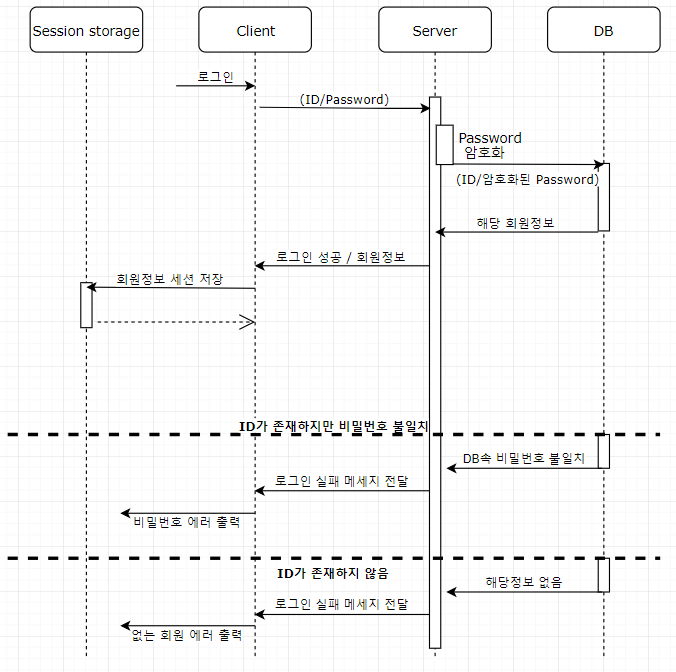 Session storage
Client
Server
DB
로그인
(ID/Password)
Password
암호화
(ID/암호화된 Password)
해당 회원정보
로그인 성공 / 회원정보
회원정보 세션 저장
ID가 존재하지만 비밀번호 불일치
DB속 비밀번호 불일치
로그인 실패 메세지 전달
비밀번호 에러 출력
ID가 존재하지 않음
해당정보 없음
로그인 실패 메세지 전달
없는 회원 에러 출력